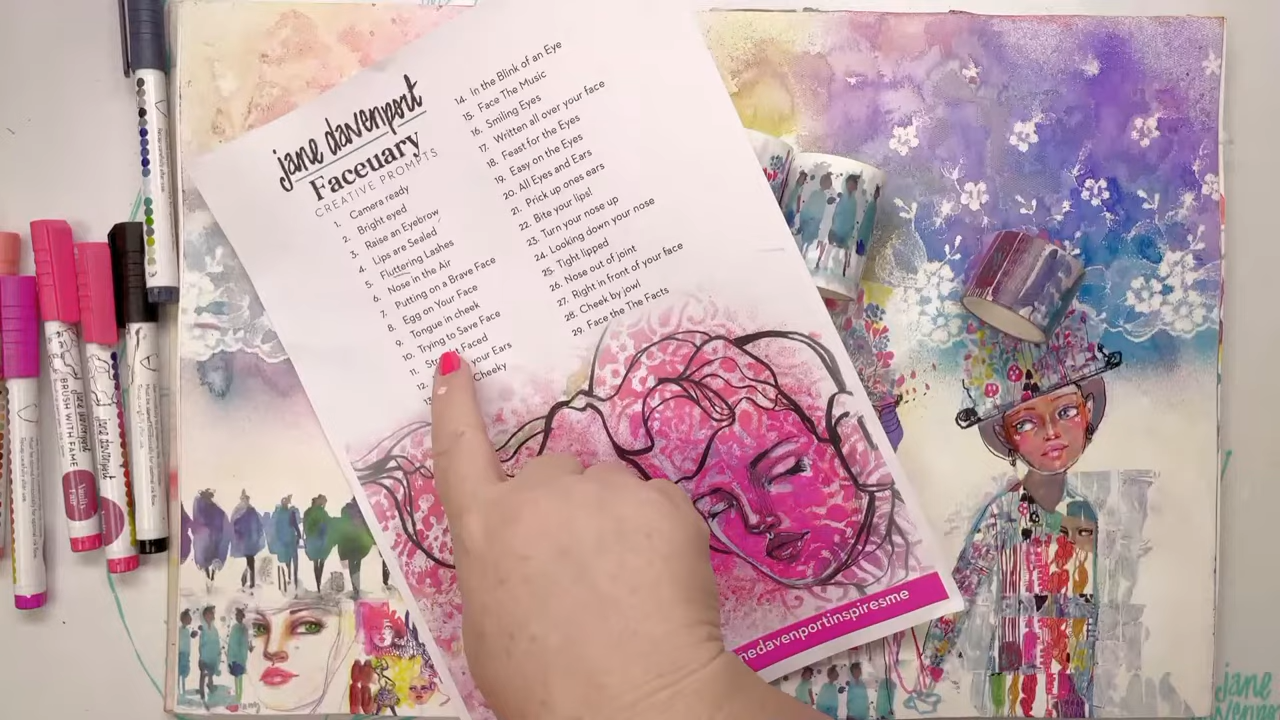 jane davenport
Faceuary
CREATIVE PROMPTS
1. Camera ready
2. Bright eyed
3. Raise an Eyebrow
4. Lips are Sealed
5. Fluttering Lashes
6. Nose in the Air
7. Putting on a Brave Face
8. Egg on Your Face
9. Tongue in cheek
10. Trying to Save Face
11. Faced
12. your Ears
Cheeky
14. In the Blink of an Eye
15. Face The Music
16. Smiling Eyes
17. Written all over your face
18. Feast for the Eyes
19. Easy on the Eyes
20. All Eyes and Ears
21. Prick up ones ears
22. Bite your lips!
23. Turn your nose up
24. Looking down your nose
25. Tight lipped
26. Nose out of joint
27. Right in front of your face
28. Cheek by jowl
29. Face the The Facts
nedavenportinspiresme
jane davenport
BRUSH WITH FAME
jane davenport
jane